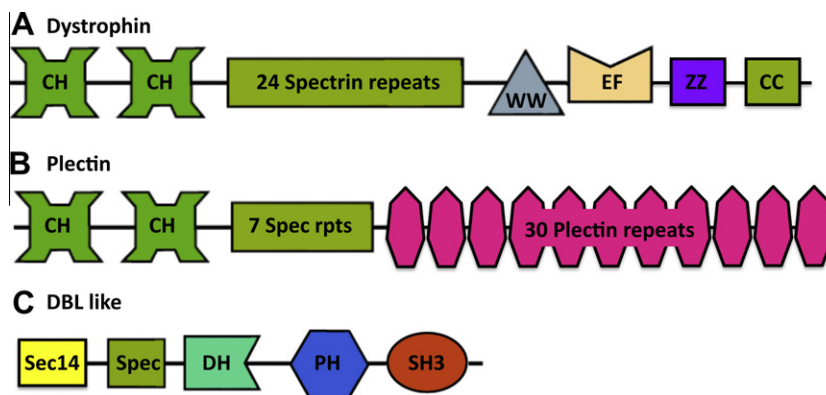 A Dystrophin
CH CH 24 Spectrin repeats WW EF ZZ CC
B Plectin
CH CH 7 Spec rpts 30 Plectin repeats
C DBL like
Sec14 Spec DH PH SH3